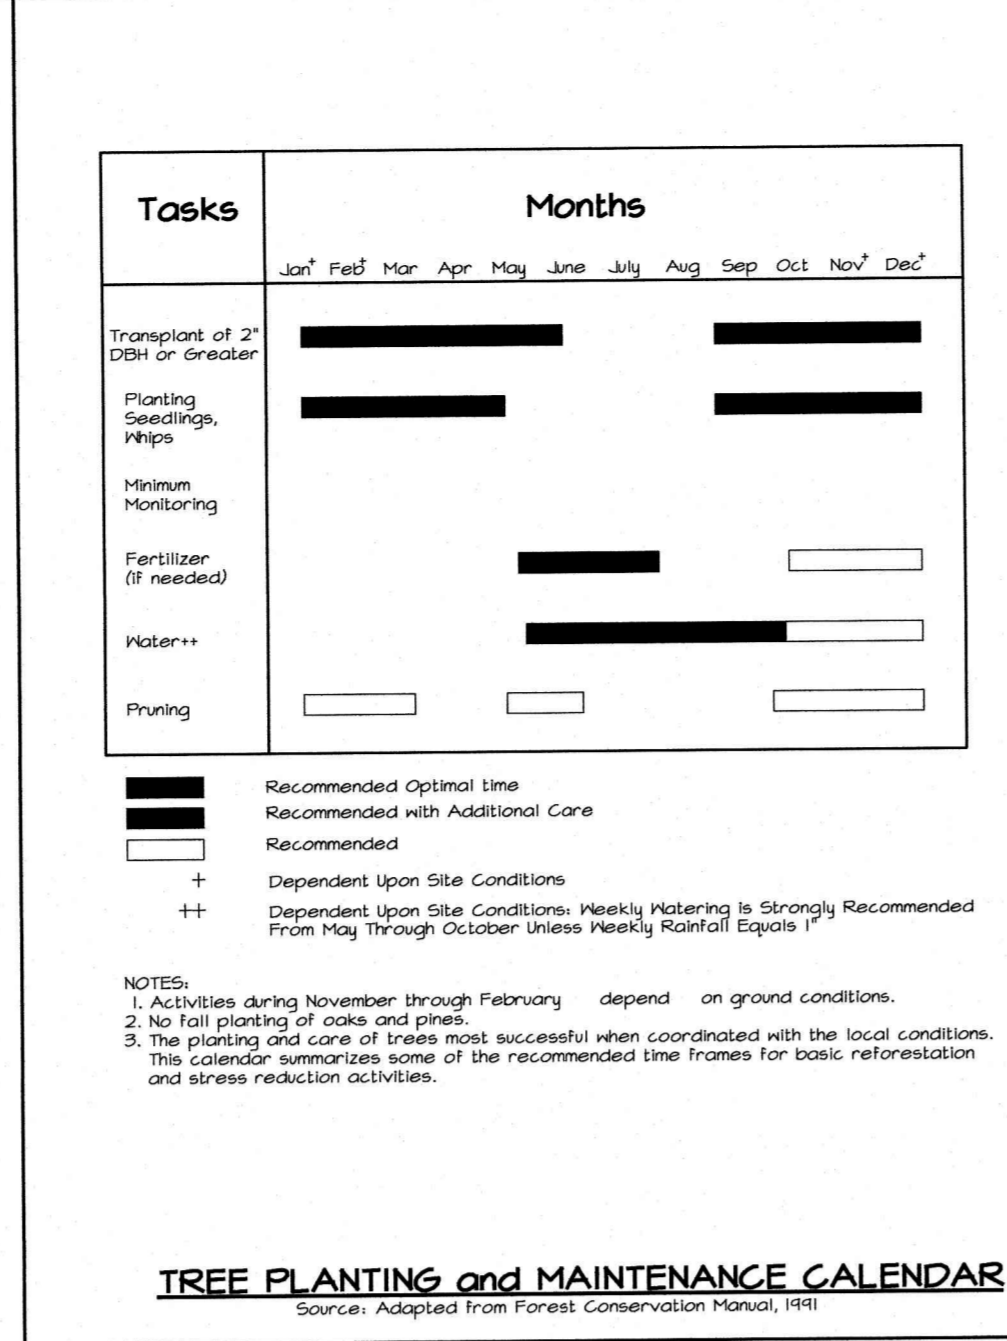 Tasks
Months
Jan+ Feb+ Mar Apr May June July Aug Sep Oct Nov+ Dec+
Transplant of 2"
DBH or Greater
Planting
Seedlings,
Whips
Minimum
Monitoring
Fertilizer
(if needed)
Water++
Pruning
Recommended Optimal time
Recommended with Additional Care
Recommended
+ Dependent Upon Site Conditions
++ Dependent Upon Site Conditions: Weekly Watering is Strongly Recommended
From May Through October Unless Weekly Rainfall Equals 1"
NOTES:
1. Activities during November through February depend on ground conditions.
2. No fall planting of oaks and pines.
3. The planting and care of trees most successful when coordinated with the local conditions.
This calendar summarizes some of the recommended time frames for basic reforestation
and stress reduction activities.
TREE PLANTING and MAINTENANCE CALENDAR
Source: Adapted from Forest Conservation Manual, 1991